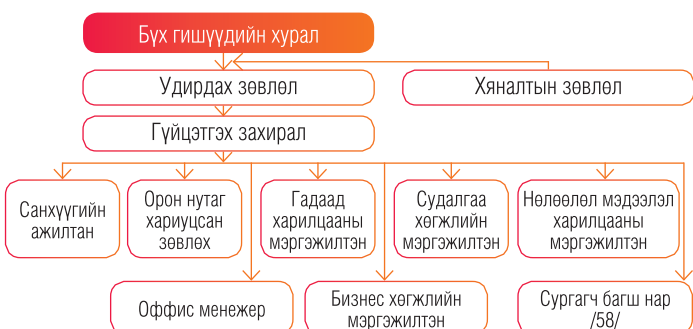 Бүх гишүүдийн хурал
Удирдах зөвлөл
Хяналтын зөвлөл
Гүйцэтгэх захирал
Санхүүгийн
ажилтан
Орон нутаг
хариуцсан
зөвлөх
Гадаад
харилцааны
мэргэжилтэн
Судалгаа
хөгжлийн
мэргэжилтэн
Нөлөөлөл мэдээлэл
харилцааны
мэргэжилтэн
Оффис менежер
Бизнес хөгжлийн
мэргэжилтэн
Сургагч багш нар
/58/